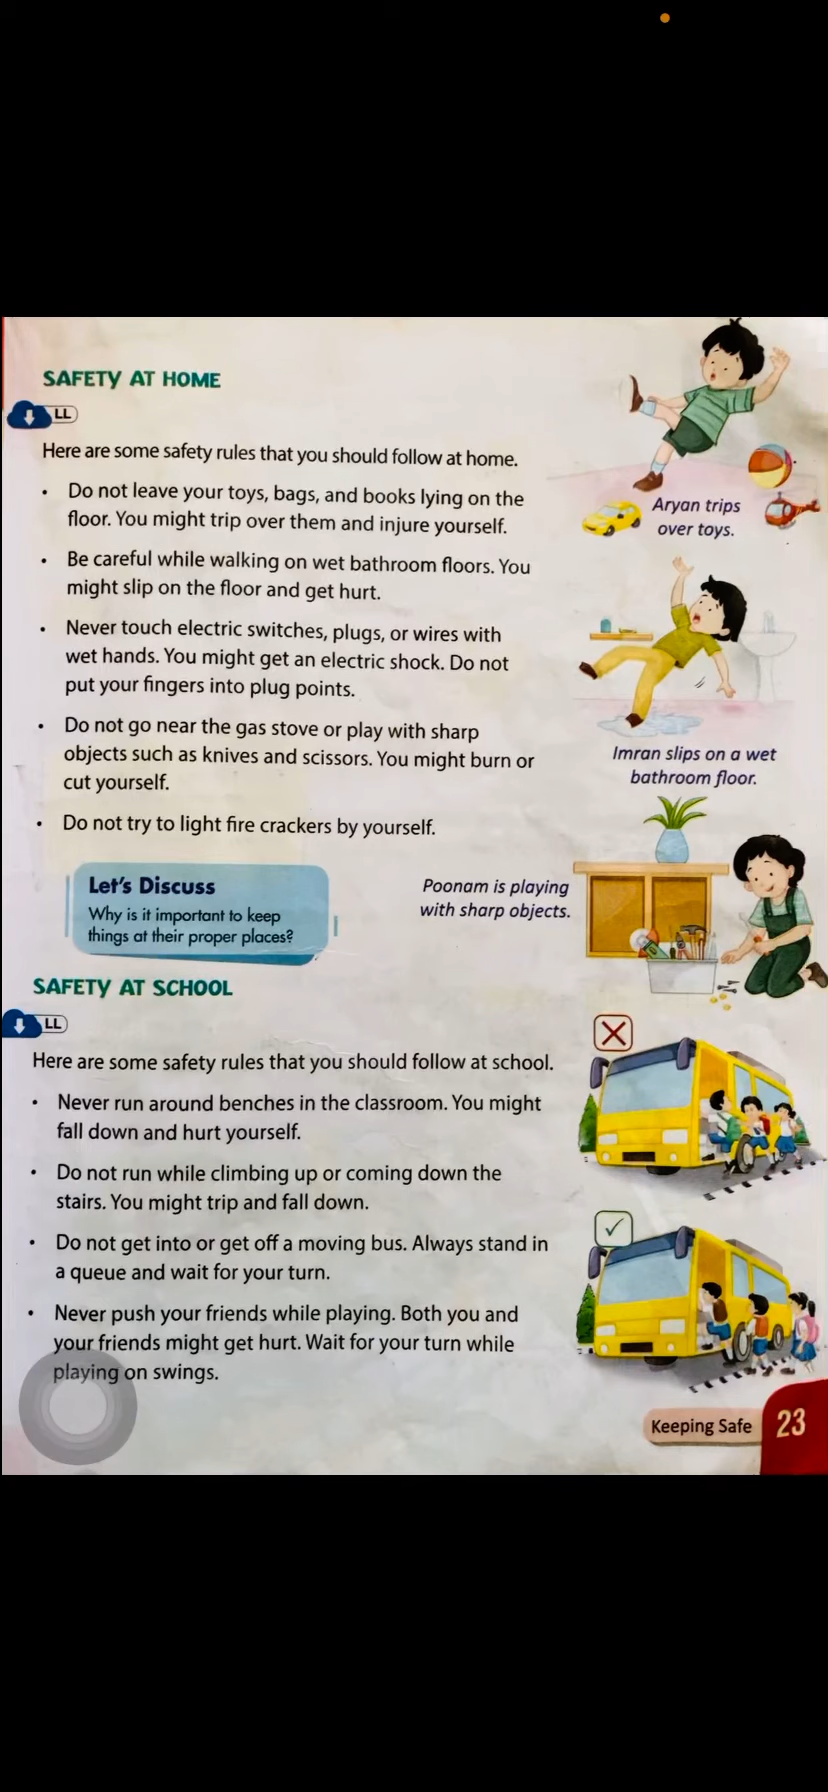 SAFETY AT HOME
LL
Here are some safety rules that you should follow at home.
• Do not leave your toys, bags, and books lying on the
floor. You might trip over them and injure yourself.
• Be careful while walking on wet bathroom floors. You
might slip on the floor and get hurt.
• Never touch electric switches, plugs, or wires with
wet hands. You might get an electric shock. Do not
put your fingers into plug points.
• Do not go near the gas stove or play with sharp
objects such as knives and scissors. You might burn or
cut yourself.
• Do not try to light fire crackers by yourself.
Aryan trips
over toys.
Imran slips on a wet
bathroom floor.
Let's Discuss
Why is it important to keep
things at their proper places?
Poonam is playing
with sharp objects.
SAFETY AT SCHOOL
LL
Here are some safety rules that you should follow at school.
• Never run around benches in the classroom. You might
fall down and hurt yourself.
• Do not run while climbing up or coming down the
stairs. You might trip and fall down.
• Do not get into or get off a moving bus. Always stand in
a queue and wait for your turn.
• Never push your friends while playing. Both you and
your friends might get hurt. Wait for your turn while
playing on swings.
Keeping Safe 23